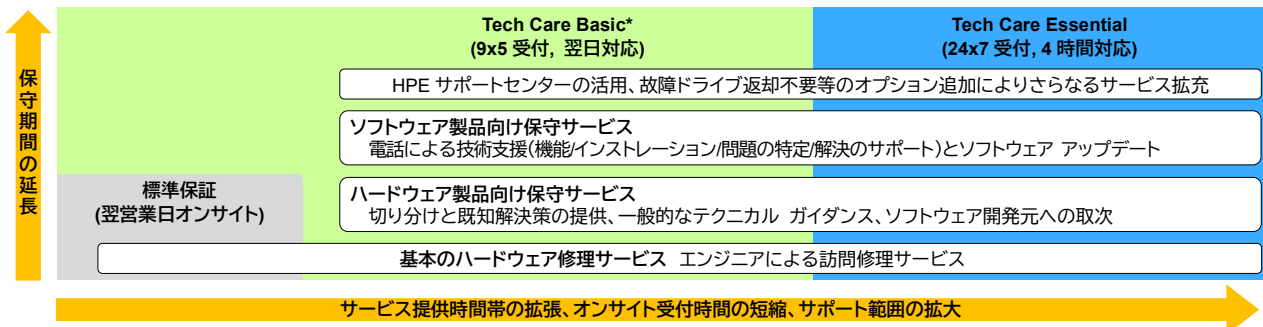 Tech Care Basic*
(9x5 受付, 翌日対応)
Tech Care Essential
(24x7 受付, 4 時間対応)
保守期間の延長
HPE サポートセンターの活用、故障ドライブ返却不要等のオプション追加によりさらなるサービス拡充
ソフトウェア製品向け保守サービス
電話による技術支援(機能/インストレーション/問題の特定/解決のサポート)とソフトウェア アップデート
標準保証
(翌営業日オンサイト)
ハードウェア製品向け保守サービス
切り分けと既知解決策の提供、一般的なテクニカル ガイダンス、ソフトウェア開発元への取次
基本のハードウェア修理サービス エンジニアによる訪問修理サービス
サービス提供時間帯の拡張、オンサイト受付時間の短縮、サポート範囲の拡大